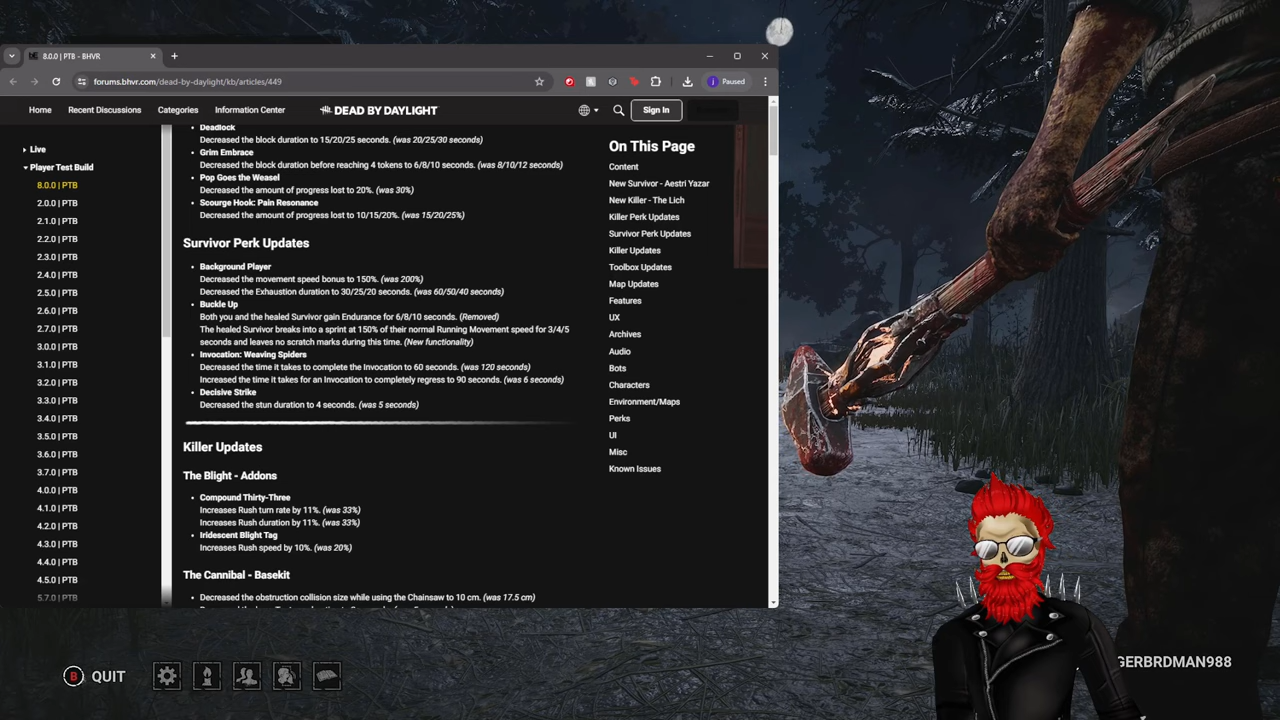 8.0.0 | PTB - BHVR
forums.bhvr.com/dead-by-daylight/kb/articles/449
Paused
Home Recent Discussions Categories Information Center
DEAD BY DAYLIGHT
Sign In
Live
Player Test Build
8.0.0 | PTB
2.0.0 | PTB
2.1.0 | PTB
2.2.0 | PTB
2.3.0 | PTB
2.4.0 | PTB
2.5.0 | PTB
2.6.0 | PTB
2.7.0 | PTB
3.0.0 | PTB
3.1.0 | PTB
3.2.0 | PTB
3.3.0 | PTB
3.4.0 | PTB
3.5.0 | PTB
3.6.0 | PTB
3.7.0 | PTB
4.0.0 | PTB
4.1.0 | PTB
4.2.0 | PTB
4.3.0 | PTB
4.4.0 | PTB
4.5.0 | PTB
5.7.0 | PTB
Deadlock
Decreased the block duration to 15/20/25 seconds. (was 20/25/30 seconds)
Grim Embrace
Decreased the block duration before reaching 4 tokens to 6/8/10 seconds. (was 8/10/12 seconds)
Pop Goes the Weasel
Decreased the amount of progress lost to 20%. (was 30%)
Scourge Hook: Pain Resonance
Decreased the amount of progress lost to 10/15/20%. (was 15/20/25%)
Survivor Perk Updates
Background Player
Decreased the movement speed bonus to 150%. (was 200%)
Decreased the Exhaustion duration to 30/25/20 seconds. (was 60/50/40 seconds)
Buckle Up
Both you and the healed Survivor gain Endurance for 6/8/10 seconds. (Removed)
The healed Survivor breaks into a sprint at 150% of their normal Running Movement speed for 3/4/5
seconds and leaves no scratch marks during this time. (New functionality)
Invocation: Weaving Spiders
Decreased the time it takes to complete the Invocation to 60 seconds. (was 120 seconds)
Increased the time it takes for an Invocation to completely regress to 90 seconds. (was 6 seconds)
Decisive Strike
Decreased the stun duration to 4 seconds. (was 5 seconds)
Killer Updates
The Blight - Addons
Compound Thirty-Three
Increases Rush turn rate by 11%. (was 33%)
Increases Rush duration by 11%. (was 33%)
Iridescent Blight Tag
Increases Rush speed by 10%. (was 20%)
The Cannibal - Basekit
Decreased the obstruction collision size while using the Chainsaw to 10 cm. (was 17.5 cm)
On This Page
Content
New Survivor - Aestri Yazar
New Killer - The Lich
Killer Perk Updates
Survivor Perk Updates
Killer Updates
Toolbox Updates
Map Updates
Features
UX
Archives
Audio
Bots
Characters
Environment/Maps
Perks
UI
Misc
Known Issues
B QUIT
GERBRDMAN988